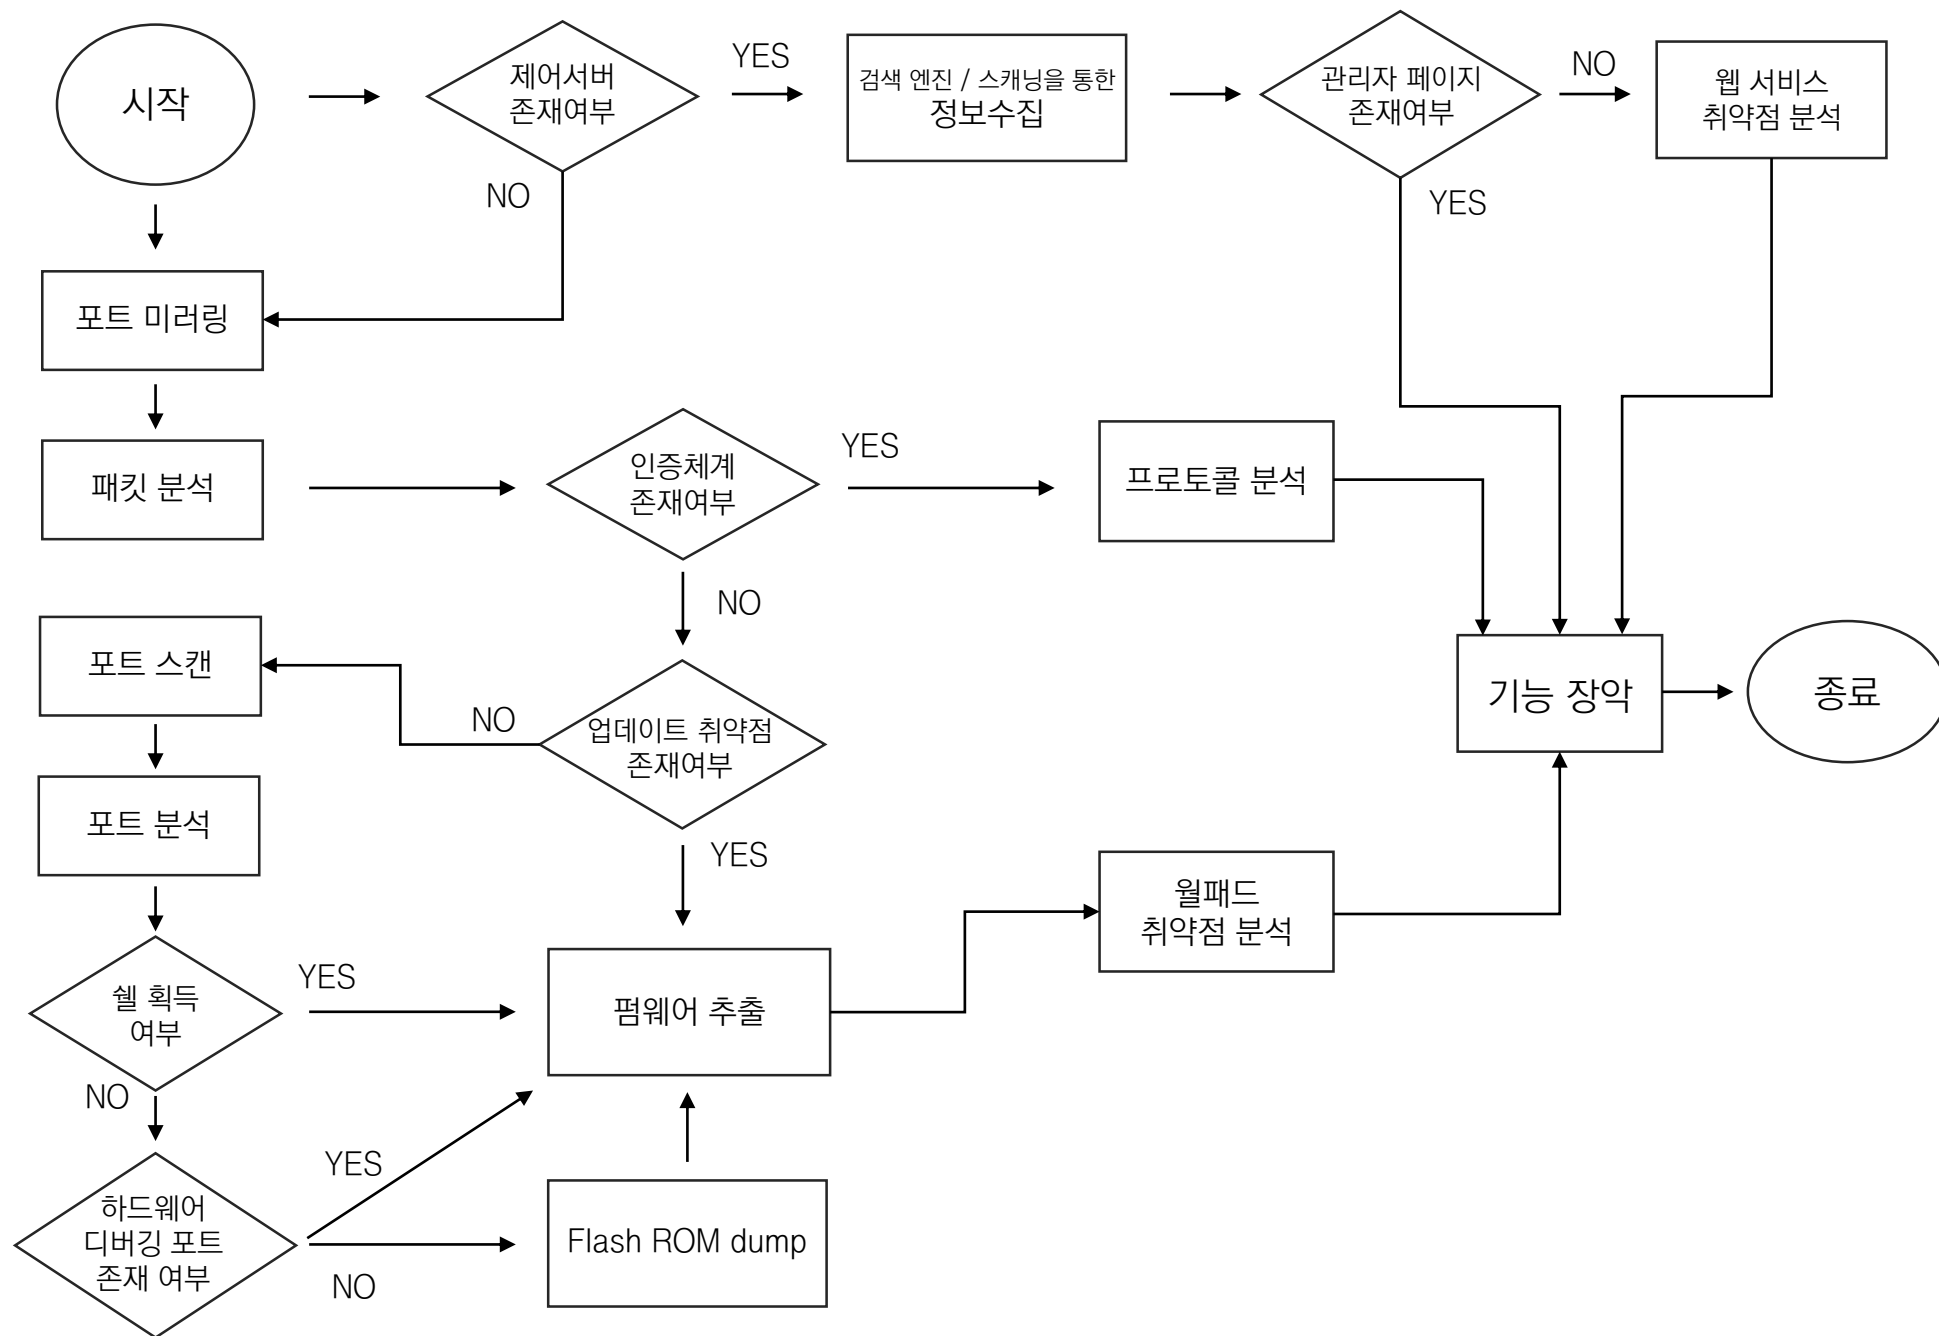 시작
제어서버
존재여부
YES
검색 엔진 / 스캐닝을 통한
정보수집
관리자 페이지
존재여부
NO
웹 서비스
취약점 분석
NO
YES
포트 미러링
패킷 분석
인증체계
존재여부
YES
프로토콜 분석
NO
포트 스캔
NO
업데이트 취약점
존재여부
기능 장악
종료
포트 분석
YES
월패드
취약점 분석
쉘 획득
여부
YES
펌웨어 추출
NO
YES
하드웨어
디버깅 포트
존재 여부
NO
Flash ROM dump